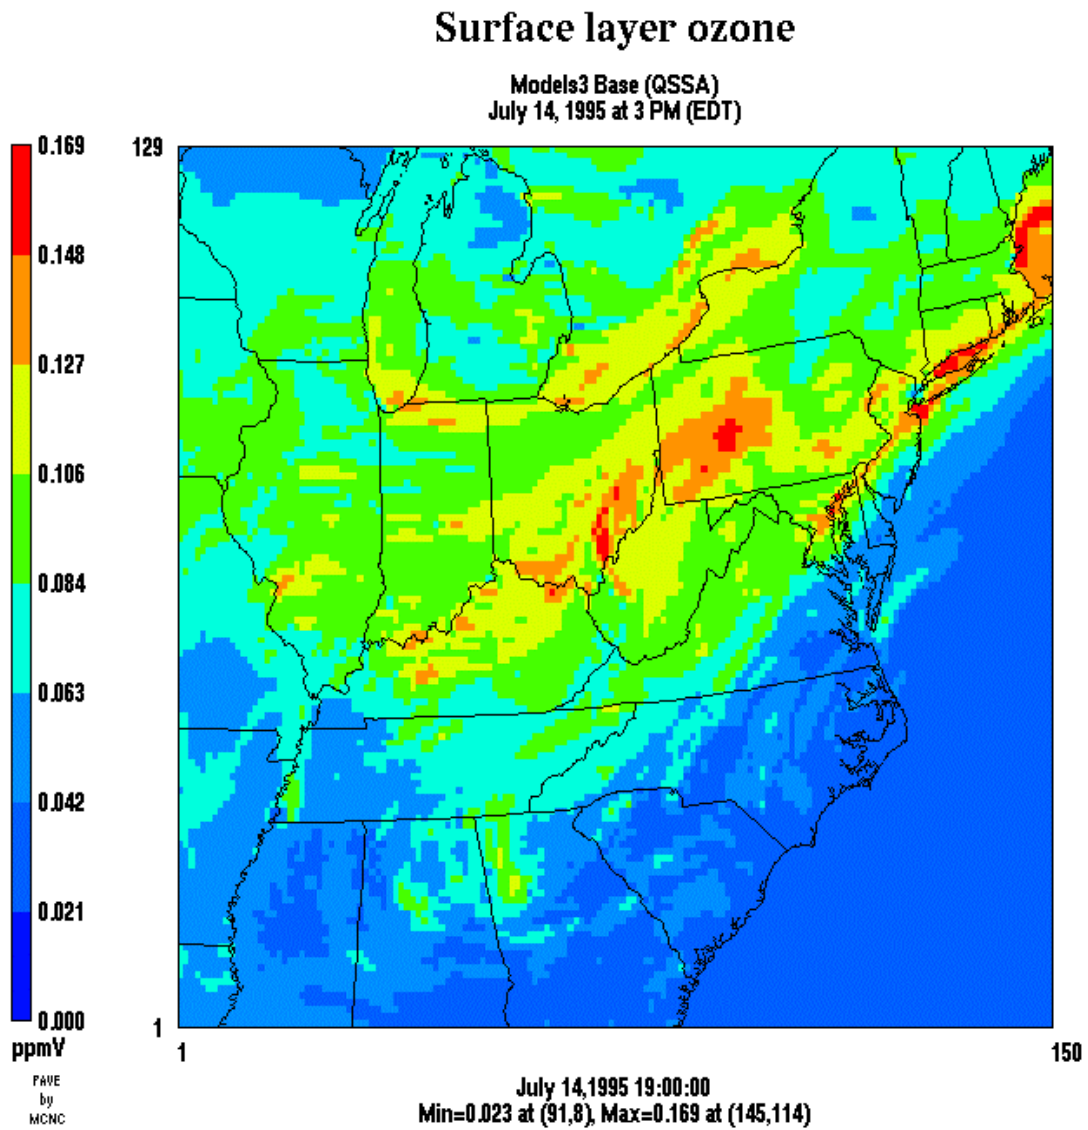 Surface layer ozone
Models3 Base (QSSA)
July 14, 1995 at 3 PM (EDT)
0.169
0.148
0.127
0.106
0.084
0.063
0.042
0.021
0.000
ppmV
PAVE
by
MCNC
129
1
1
150
July 14,1995 19:00:00
Min=0.023 at (91,8), Max=0.169 at (145,114)